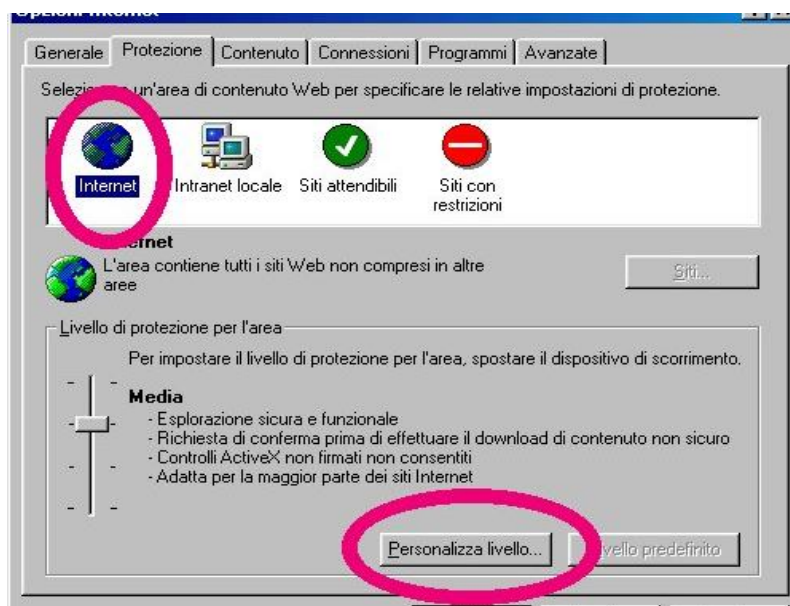 Opzioni Internet
Generale Protezione Contenuto Connessioni Programmi Avanzate
un'area di contenuto Web per specificare le relative impostazioni di protezione.
Internet Intranet locale Siti attendibili Siti con
restrizioni
L'area contiene tutti i siti Web non compresi in altre
aree
Siti...
Livello di protezione per l'area
Per impostare il livello di protezione per l'area, spostare il dispositivo di scorrimento.
Media
- Esplorazione sicura e funzionale
- Richiesta di conferma prima di effettuare il download di contenuto non sicuro
- Controlli ActiveX non firmati non consentiti
- Adatta per la maggior parte dei siti Internet
Personalizza livello... predefinito